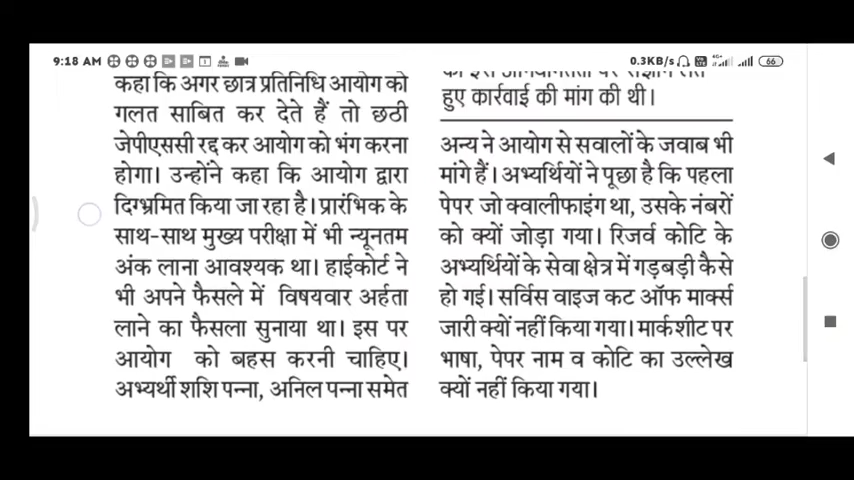 9:18 AM
0.3KB/s
66
कहा कि अगर छात्र प्रतिनिधि आयोग को
गलत साबित कर देते हैं तो छठी
जेपीएससी रद्द कर आयोग को भंग करना
होगा। उन्होंने कहा कि आयोग द्वारा
दिग्भ्रमित किया जा रहा है। प्रारंभिक के
साथ-साथ मुख्य परीक्षा में भी न्यूनतम
अंक लाना आवश्यक था। हाईकोर्ट ने
भी अपने फैसले में विषयवार अर्हता
लाने का फैसला सुनाया था। इस पर
आयोग को बहस करनी चाहिए।
अभ्यर्थी शशि पन्ना, अनिल पन्ना समेत
हुए कार्रवाई की मांग की थी।
अन्य ने आयोग से सवालों के जवाब भी
मांगे हैं। अभ्यर्थियों ने पूछा है कि पहला
पेपर जो क्वालीफाइंग था, उसके नंबरों
को क्यों जोड़ा गया। रिजर्व कोटि के
अभ्यर्थियों के सेवा क्षेत्र में गड़बड़ी कैसे
हो गई। सर्विस वाइज कट ऑफ मार्क्स
जारी क्यों नहीं किया गया। मार्कशीट पर
भाषा, पेपर नाम व कोटि का उल्लेख
क्यों नहीं किया गया।